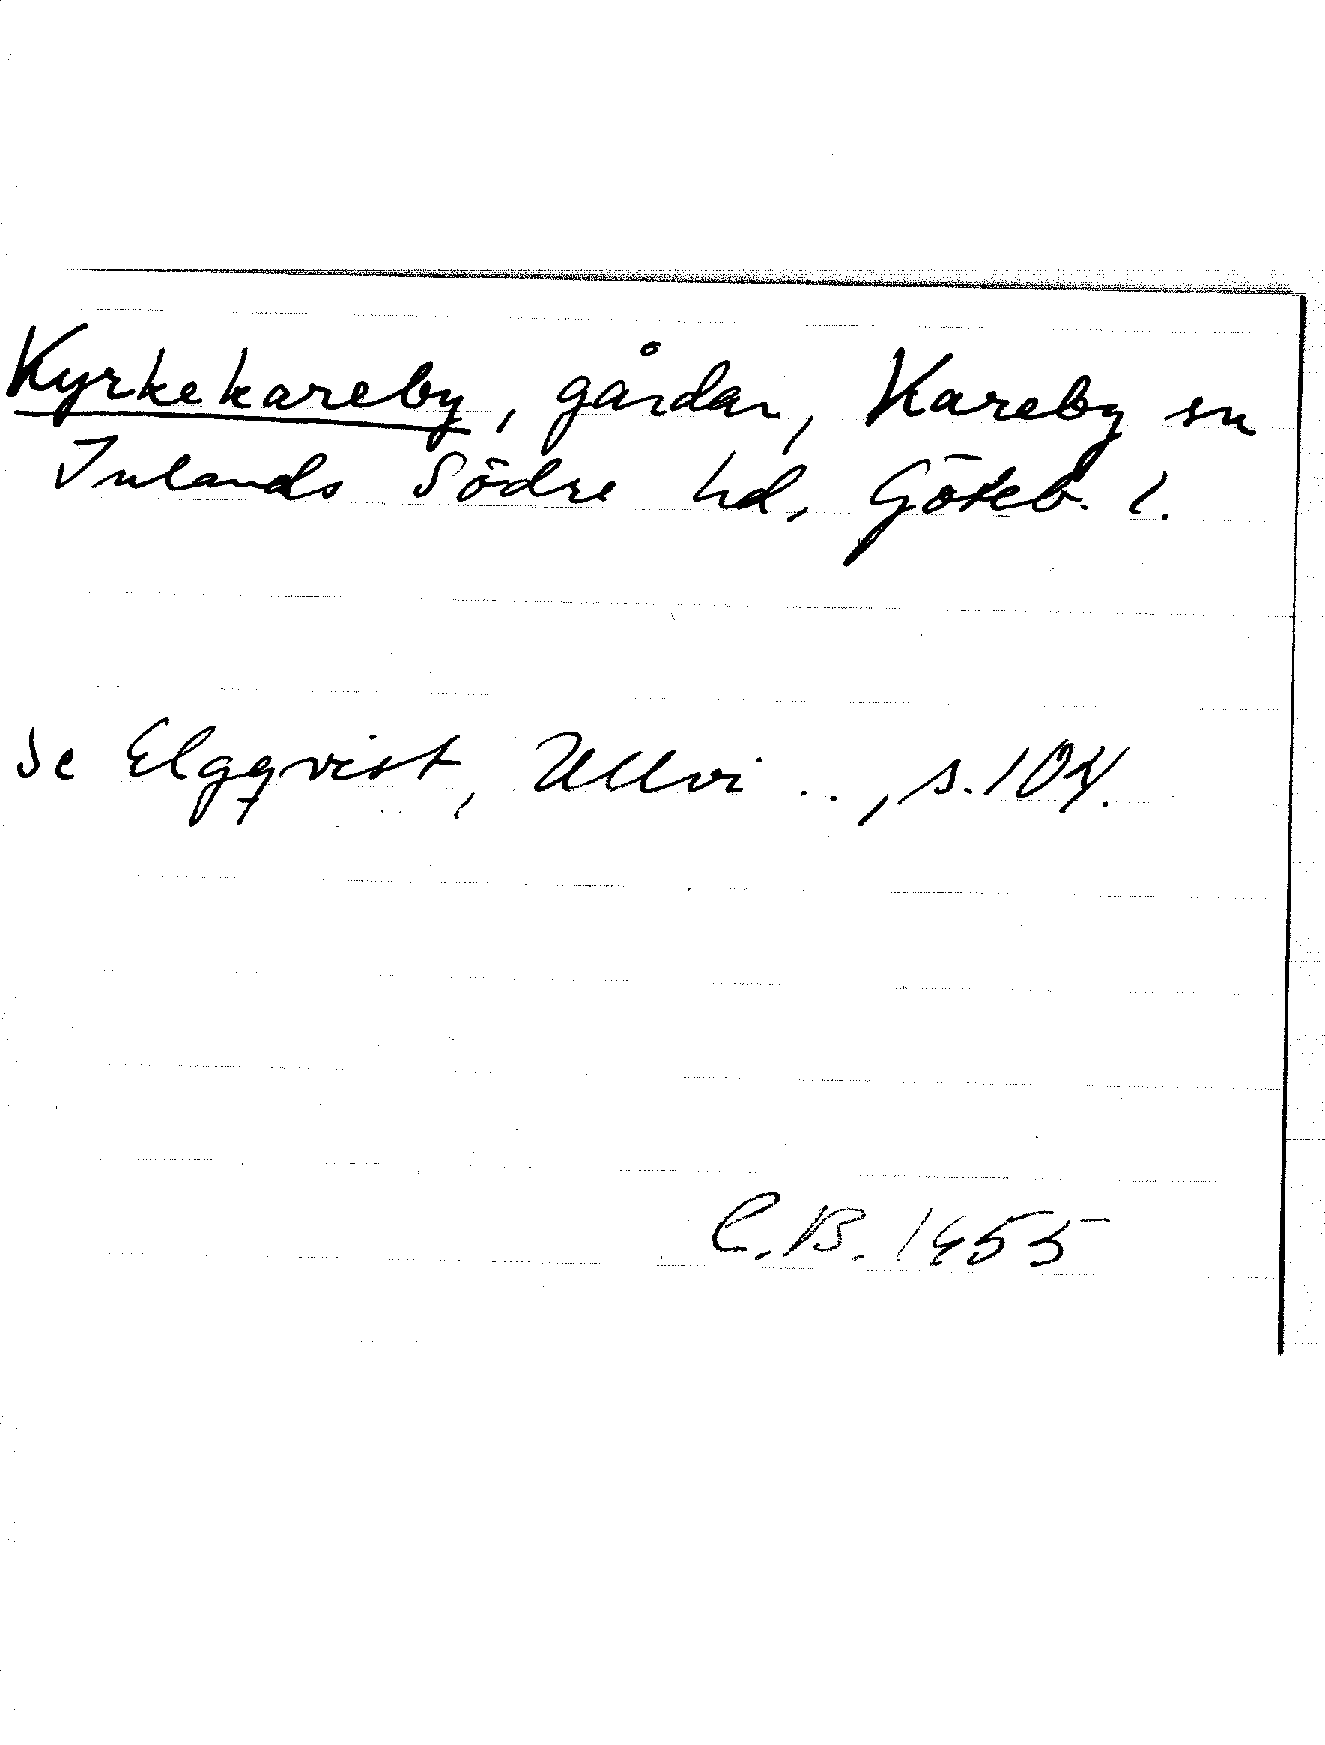 Kyrkekareby, gårdar, Kareby sn
Inlands Södre hd, Göteb. l.
Se Elgqvist, Ullvi . . , s. 104.
C.B. 1955